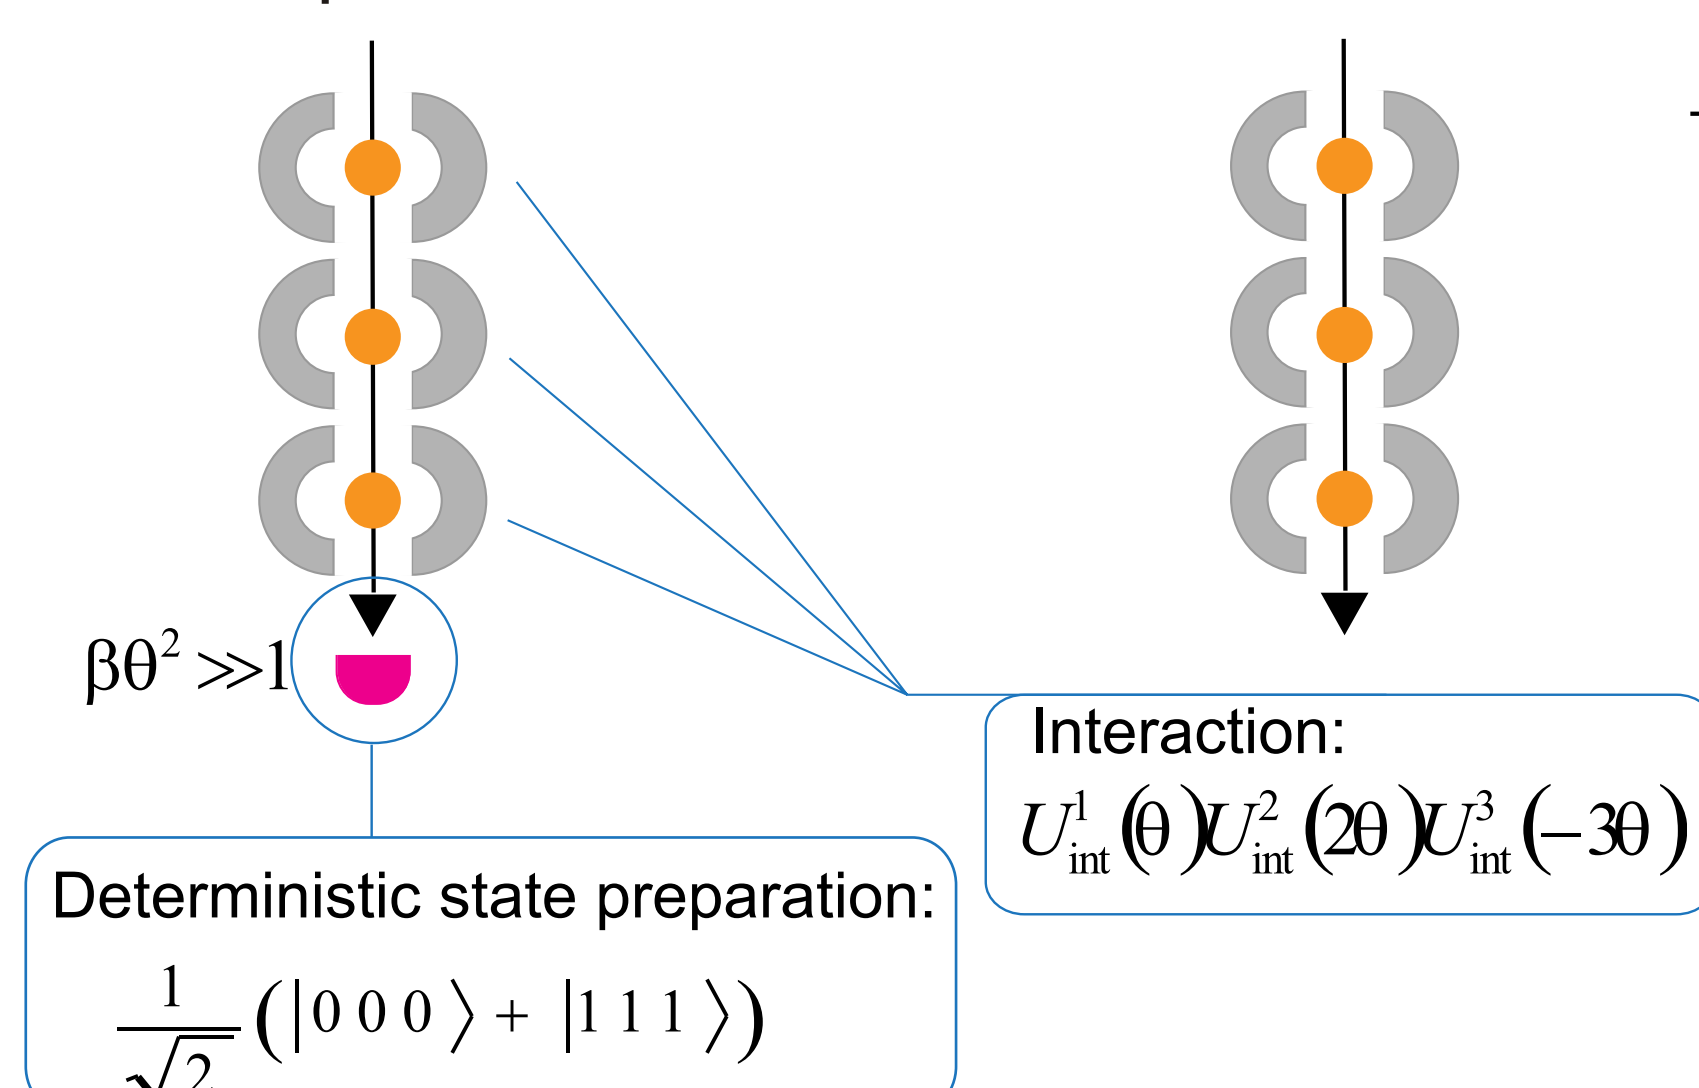 βθ² >>1
Interaction:
U¹int(θ)U²int(2θ)U³int(−3θ)
Deterministic state preparation:
1/√2 (|0 0 0⟩ + |1 1 1⟩)